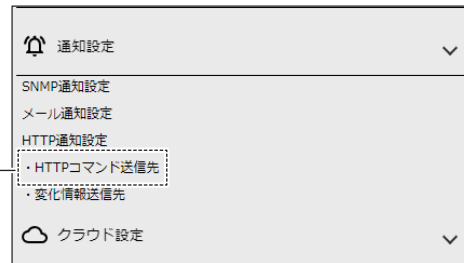 通知設定
SNMP通知設定
メール通知設定
HTTP通知設定
・HTTPコマンド送信先
・変化情報送信先
クラウド設定